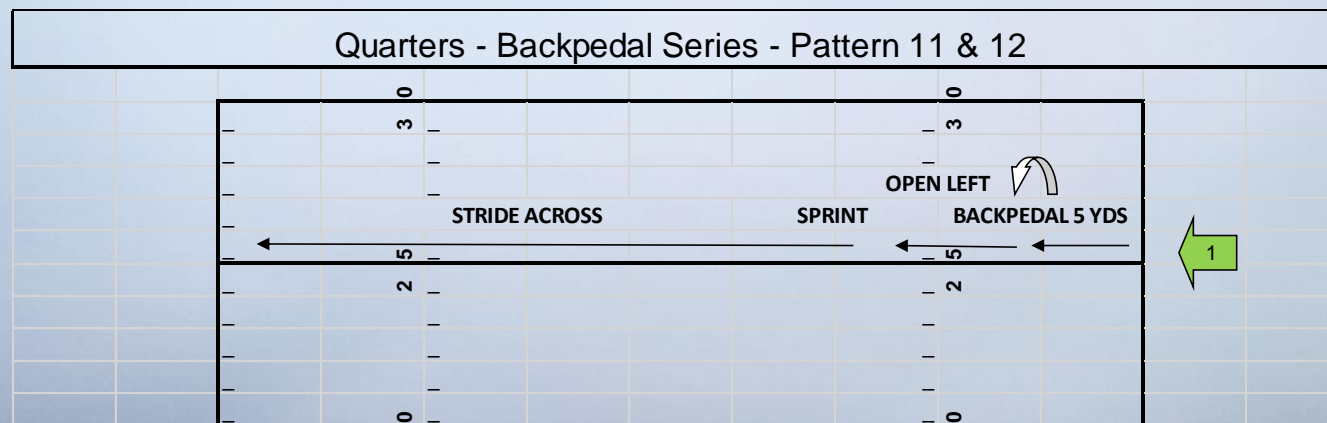 Quarters - Backpedal Series - Pattern 11 & 12
0 0
3 3
OPEN LEFT
STRIDE ACROSS SPRINT BACKPEDAL 5 YDS
5 5 1
2 2
0 0